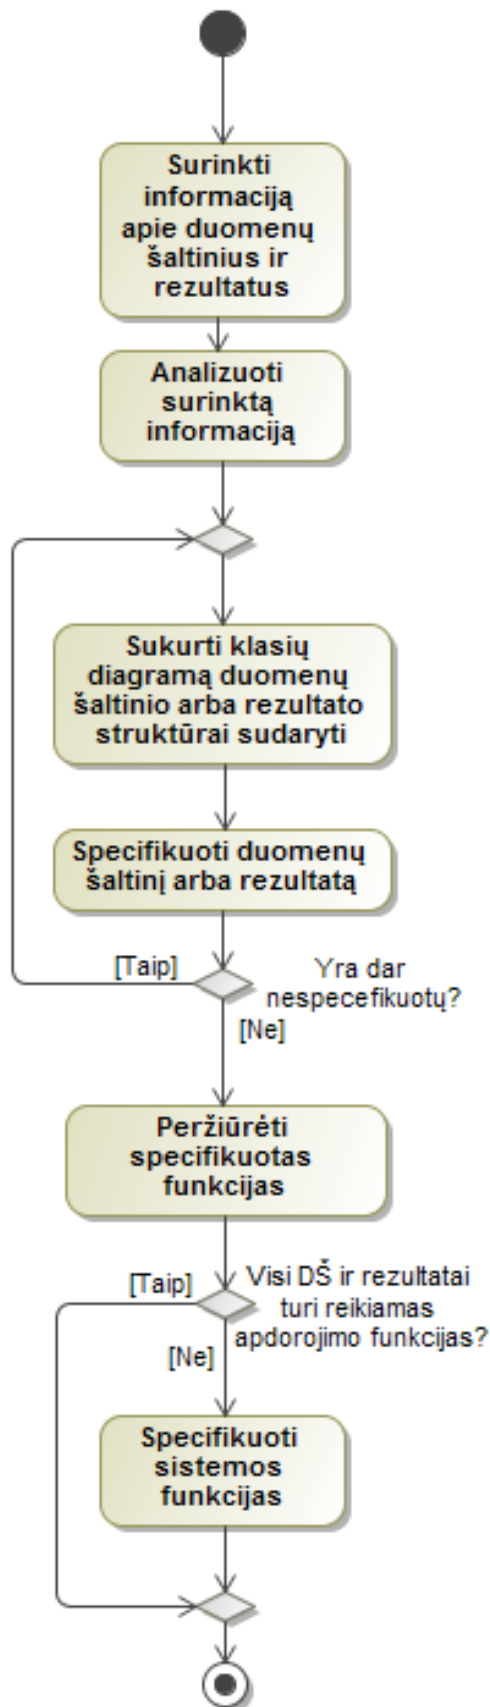 Surinkti
informaciją
apie duomenų
šaltinius ir
rezultatus
Analizuoti
surinktą
informaciją
Sukurti klasių
diagramą duomenų
šaltinio arba rezultato
struktūrai sudaryti
Specifikuoti duomenų
šaltinį arba rezultatą
[Taip]
Yra dar
nespecefikuotų?
[Ne]
Peržiūrėti
specifikuotas
funkcijas
[Taip]
Visi DŠ ir rezultatai
turi reikiamas
apdorojimo funkcijas?
[Ne]
Specifikuoti
sistemos
funkcijas